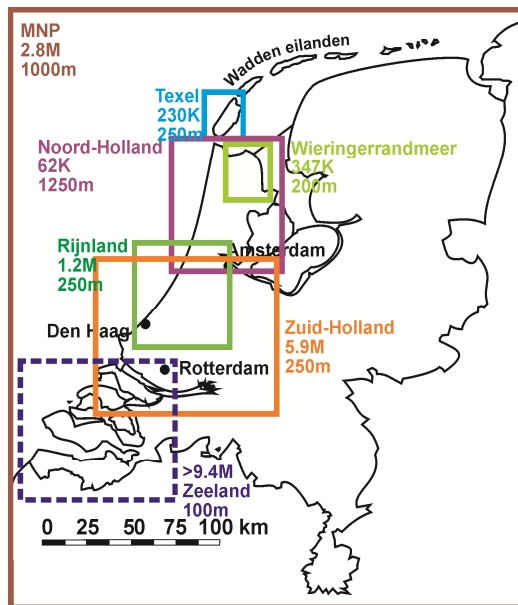 MNP
2.8M
1000m
Wadden eilanden
Texel
230K
250m
Noord-Holland
62K
1250m
Wieringerrandmeer
347K
200m
Rijnland
1.2M
250m
Amsterdam
Den Haag
Zuid-Holland
5.9M
250m
Rotterdam
>9.4M
Zeeland
100m
0 25 50 75 100 km